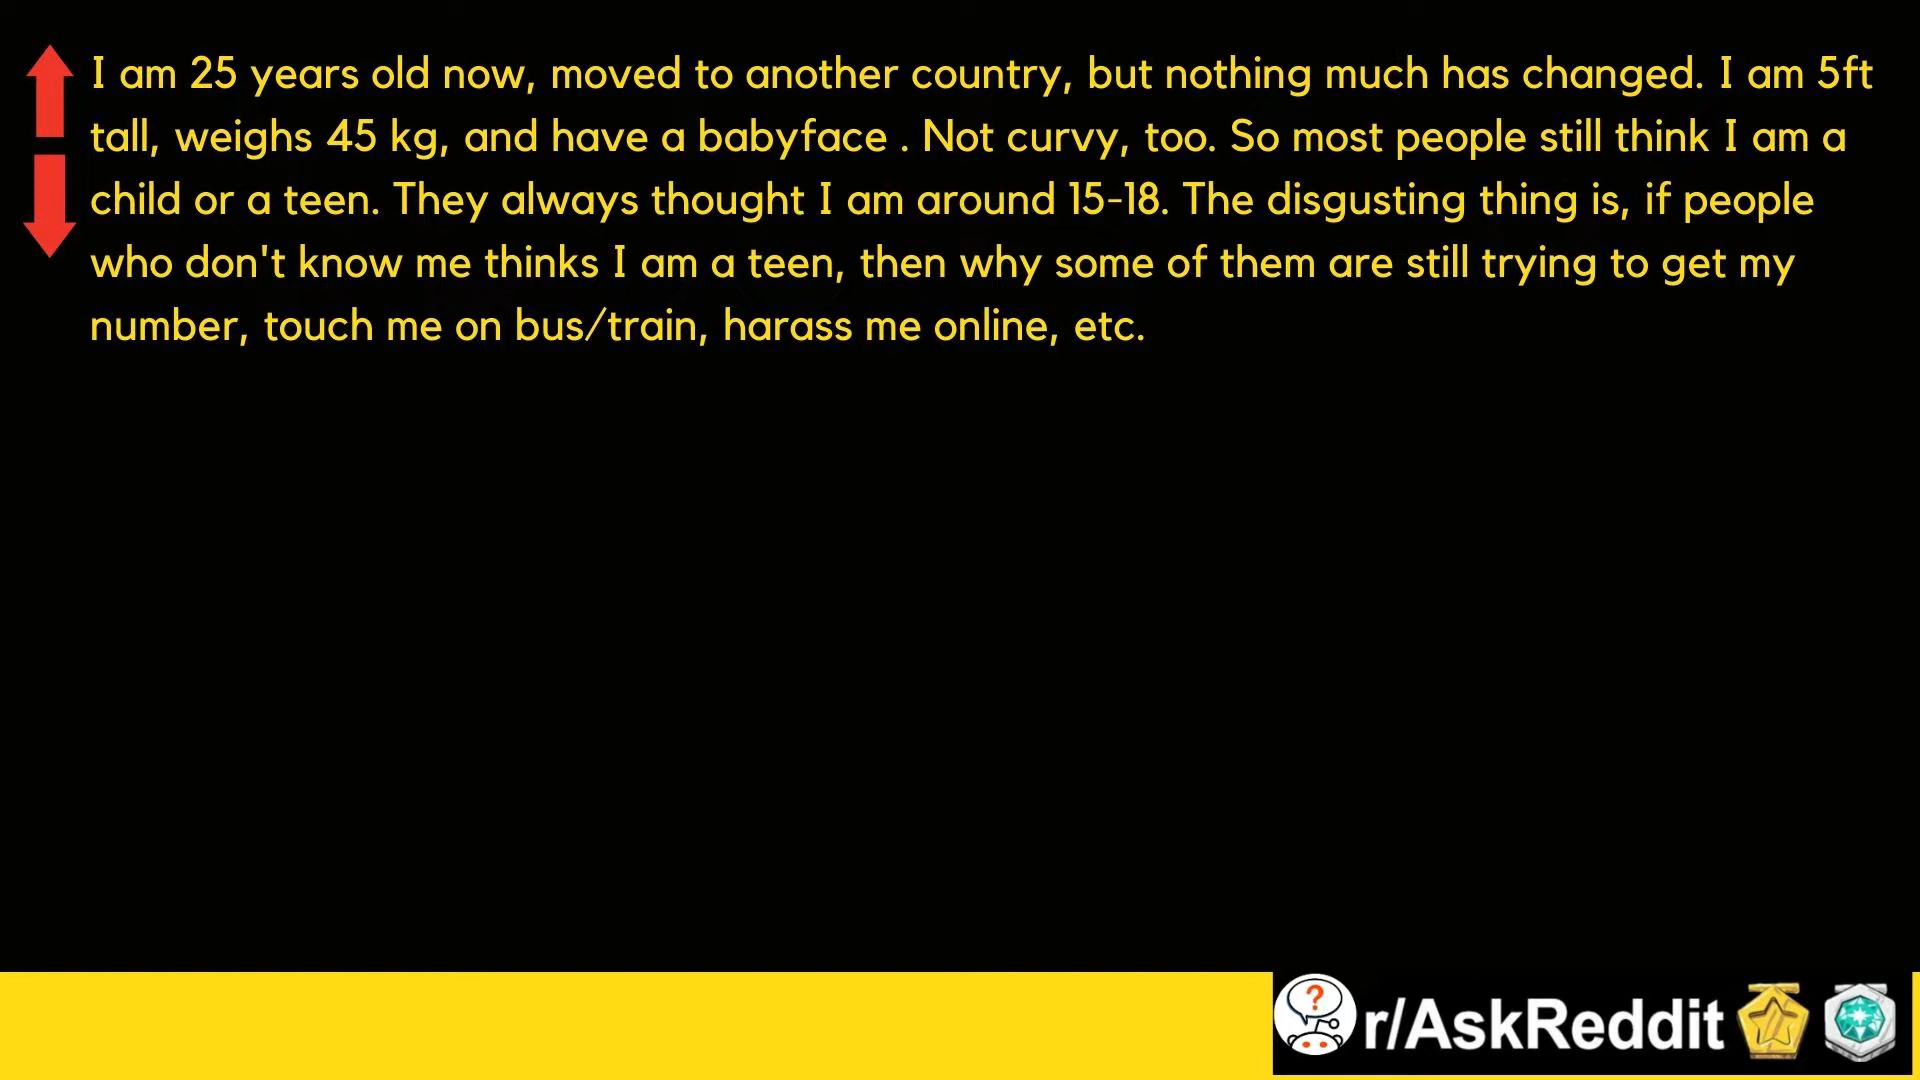 I am 25 years old now, moved to another country, but nothing much has changed. I am 5ft
tall, weighs 45 kg, and have a babyface . Not curvy, too. So most people still think I am a
child or a teen. They always thought I am around 15-18. The disgusting thing is, if people
who don't know me thinks I am a teen, then why some of them are still trying to get my
number, touch me on bus/train, harass me online, etc.
?
r/AskReddit